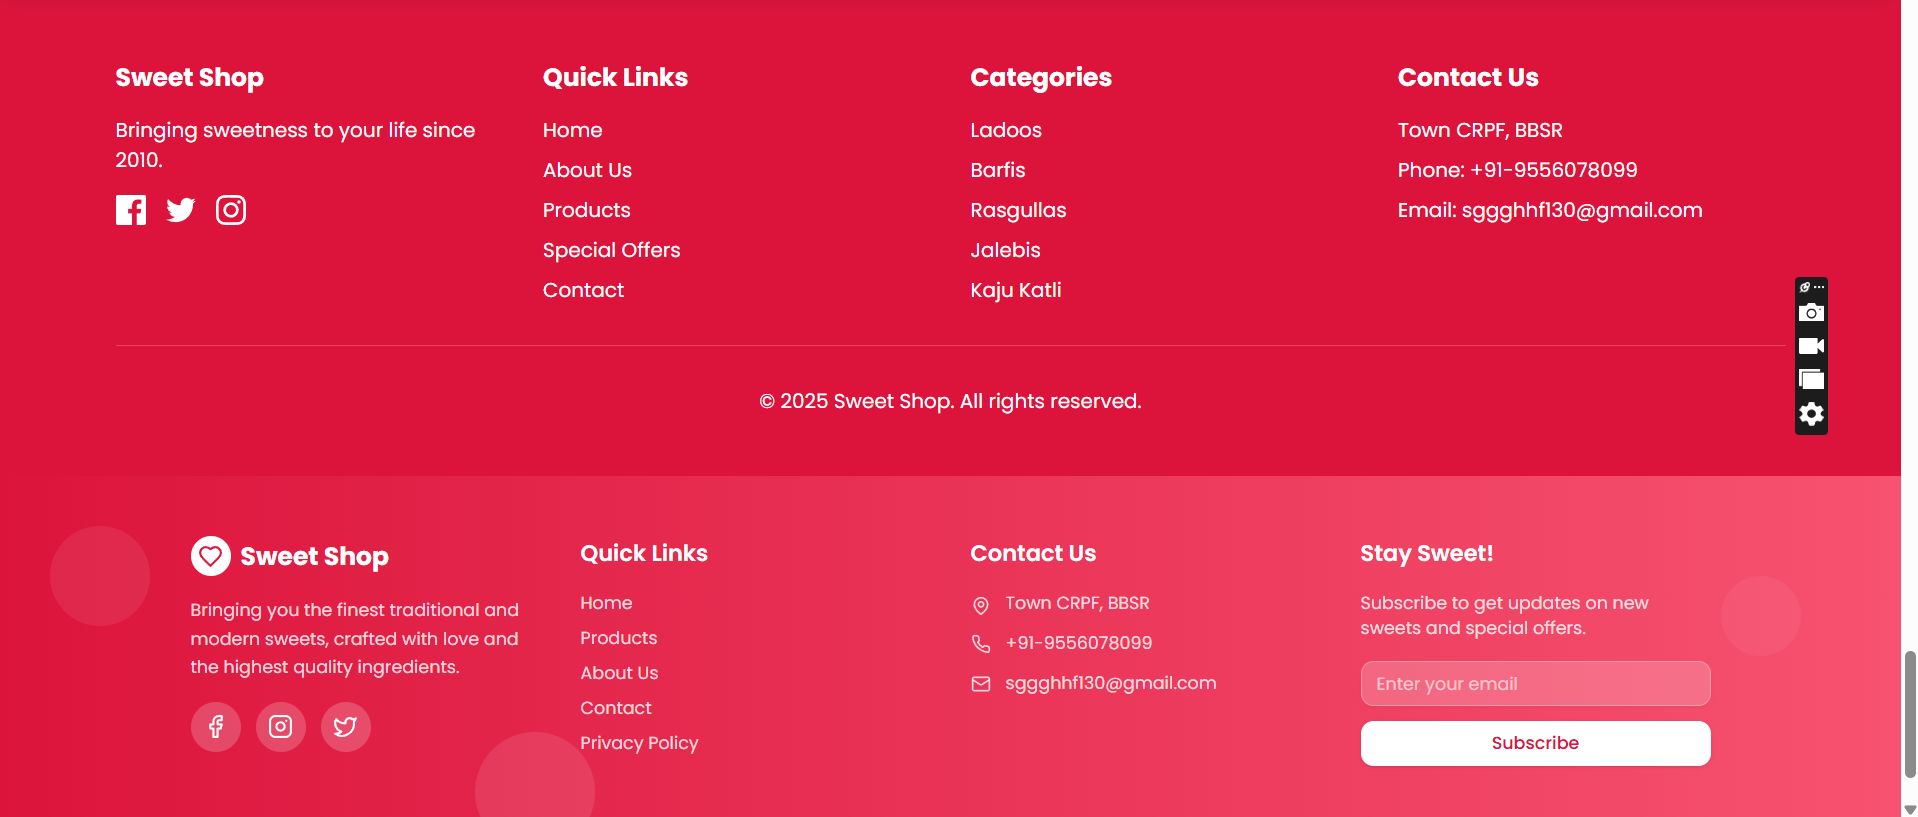 Sweet Shop
Bringing sweetness to your life since
2010.
Quick Links
Home
About Us
Products
Special Offers
Contact
Categories
Ladoos
Barfis
Rasgullas
Jalebis
Kaju Katli
Contact Us
Town CRPF, BBSR
Phone: +91-9556078099
Email: sggghhf130@gmail.com
© 2025 Sweet Shop. All rights reserved.
Sweet Shop
Bringing you the finest traditional and
modern sweets, crafted with love and
the highest quality ingredients.
Quick Links
Home
Products
About Us
Contact
Privacy Policy
Contact Us
Town CRPF, BBSR
+91-9556078099
sggghhf130@gmail.com
Stay Sweet!
Subscribe to get updates on new
sweets and special offers.
Enter your email
Subscribe